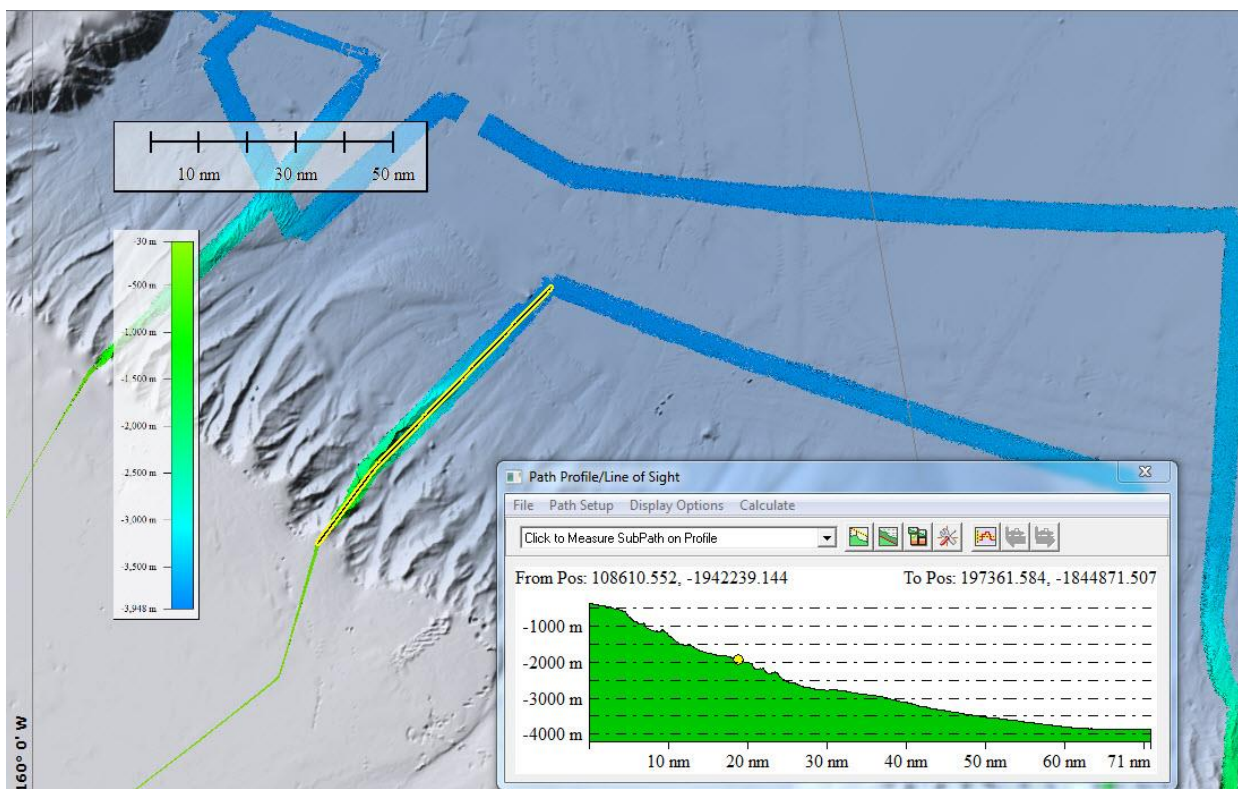 10 nm 30 nm 50 nm
-30 m
-500 m
-1,000 m
-1,500 m
-2,000 m
-2,500 m
-3,000 m
-3,500 m
-3,948 m
160° 0' W
Path Profile/Line of Sight
File Path Setup Display Options Calculate
Click to Measure SubPath on Profile
From Pos: 108610.552, -1942239.144 To Pos: 197361.584, -1844871.507
-1000 m
-2000 m
-3000 m
-4000 m
10 nm 20 nm 30 nm 40 nm 50 nm 60 nm 71 nm